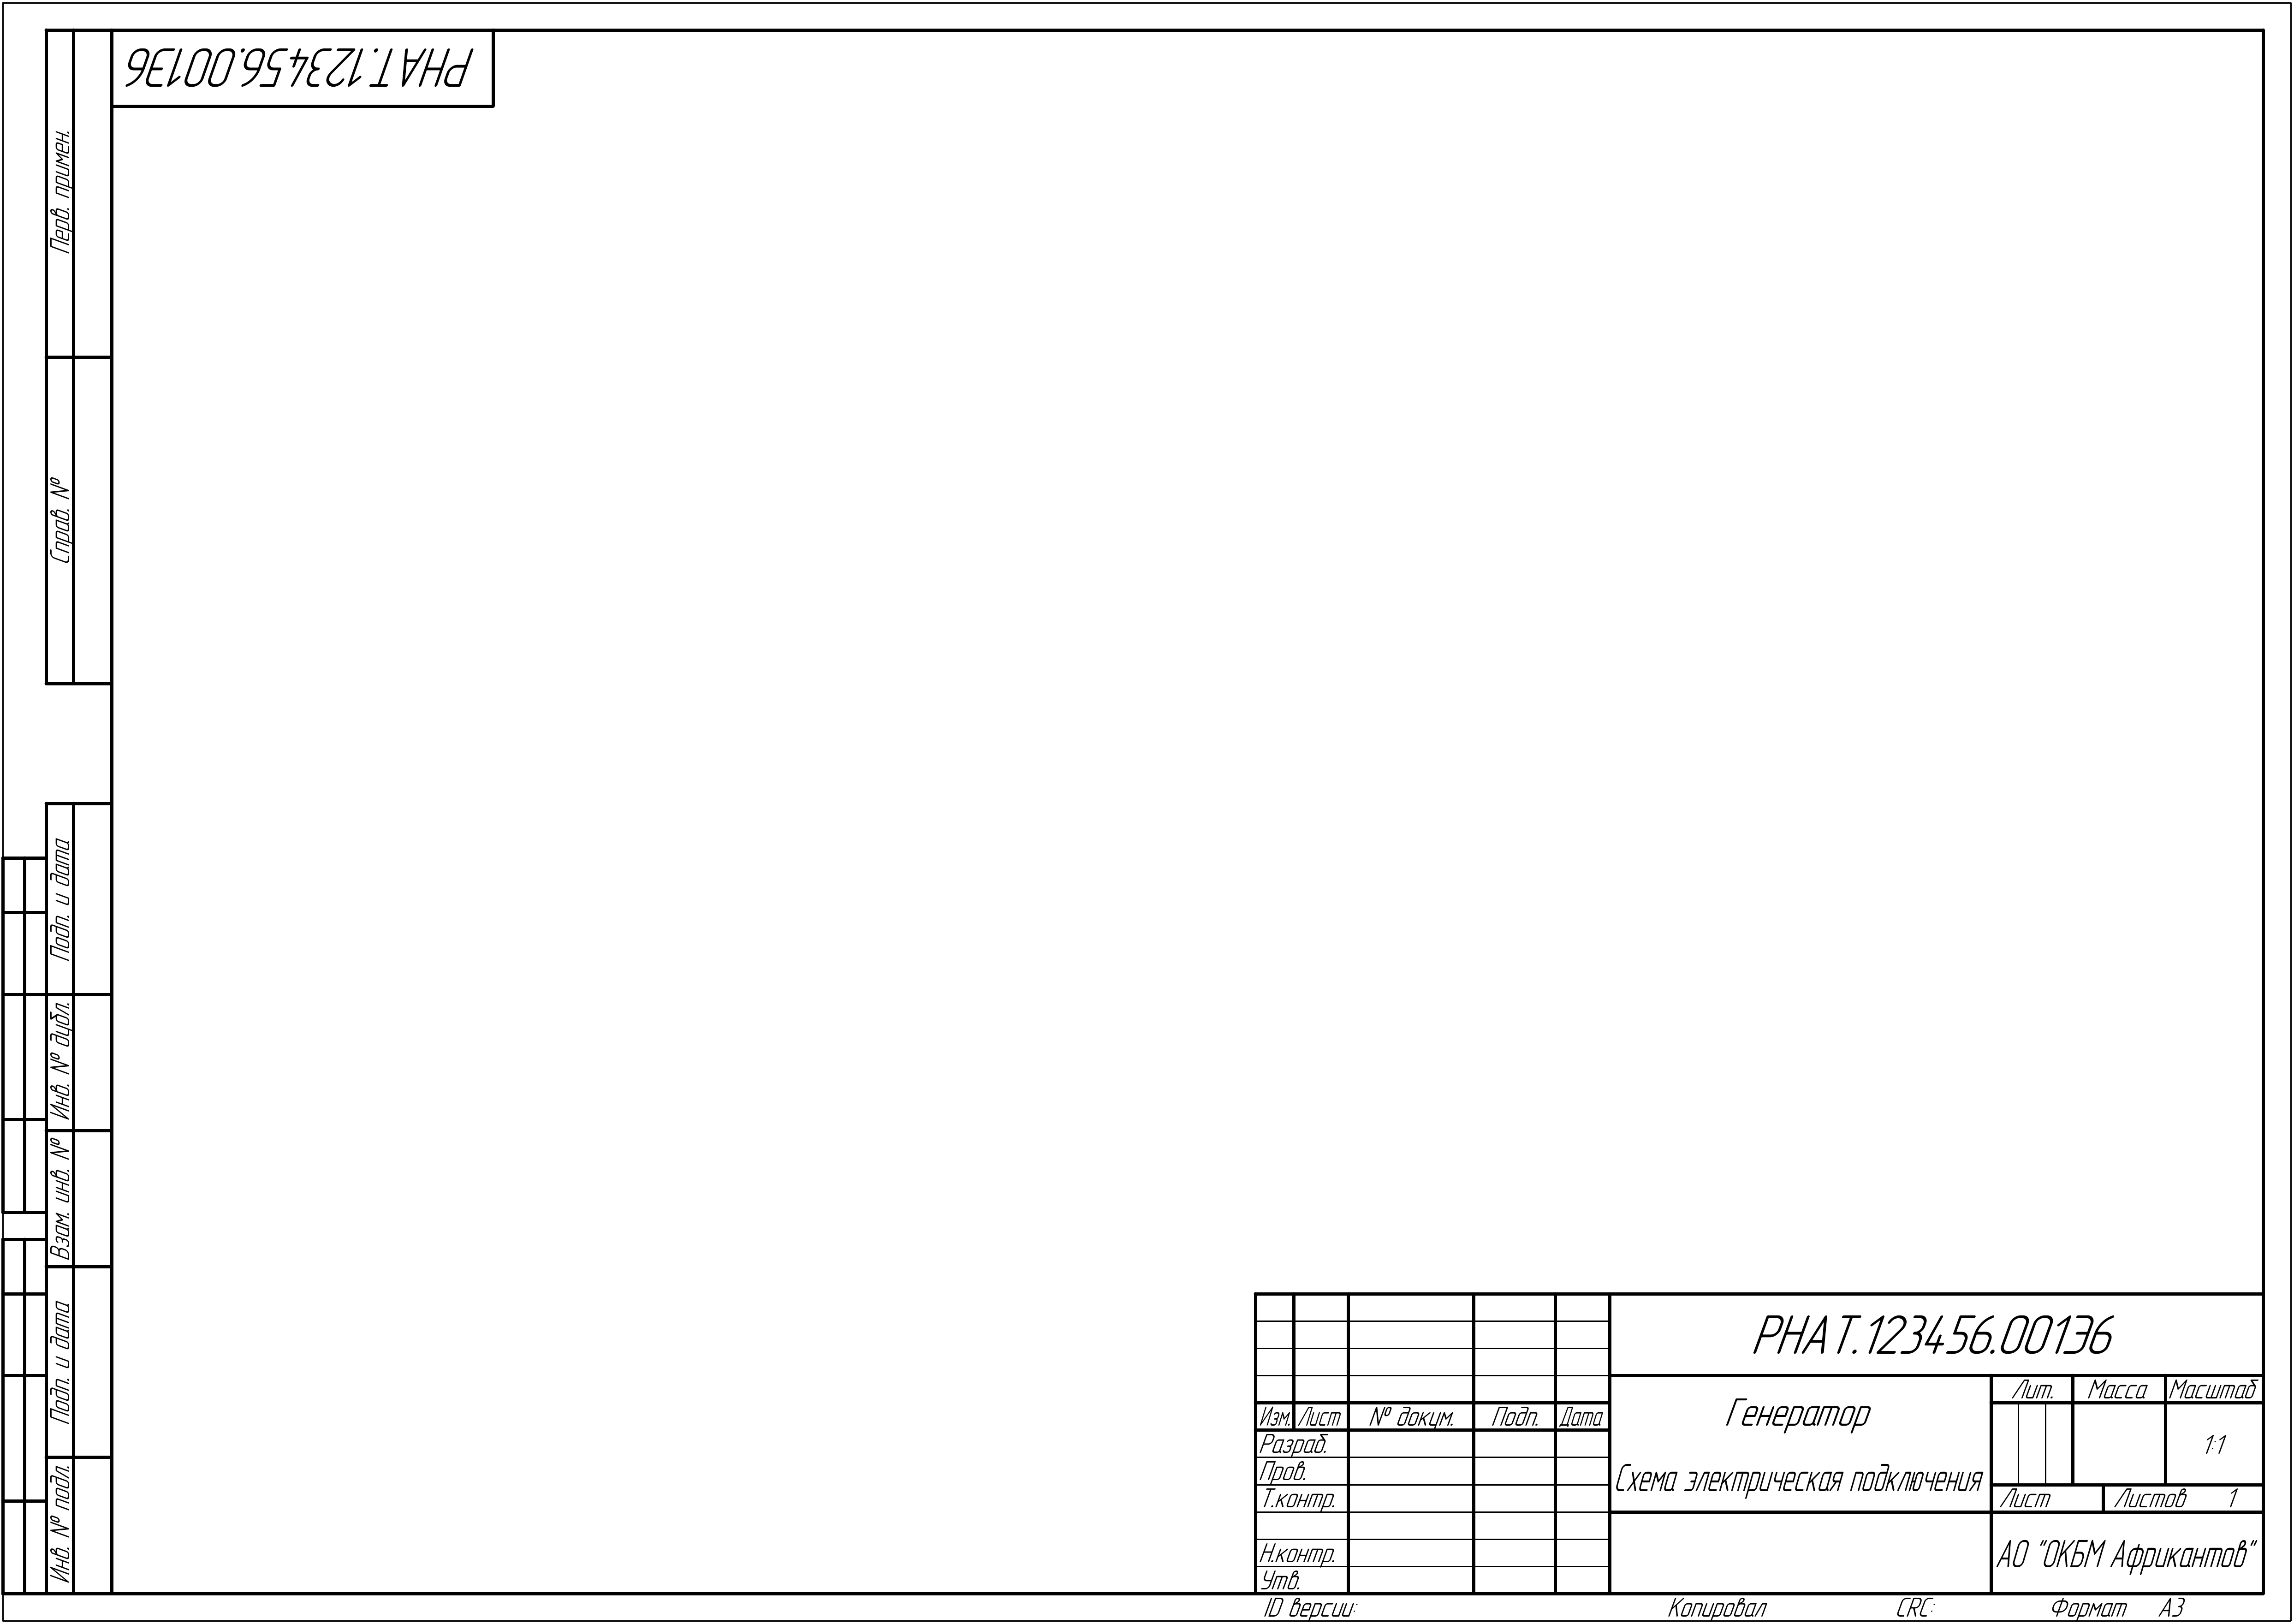 РНАТ.123456.001Э6
Перв. примен.
Справ. №
Подп. и дата
Инв. № дубл.
Взам. инв. №
Подп. и дата
Инв. № подл.
РНАТ.123456.001Э6
Изм. Лист № докум. Подп. Дата
Разраб.
Пров.
Т.контр.
Н.контр.
Утв.
Генератор
Схема электрическая подключения
Лит. Масса Масштаб
1:1
Лист Листов 1
АО "ОКБМ Африкантов"
ID версии: Копировал CRC: Формат А3